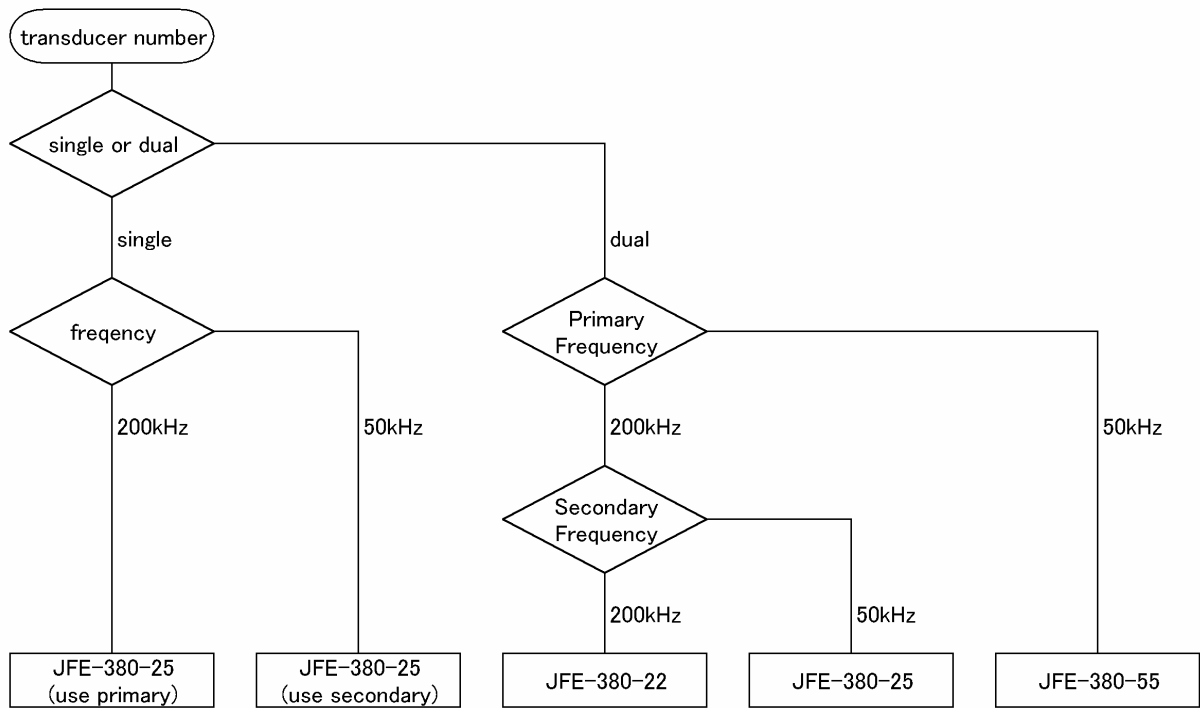 transducer number
single or dual
single
dual
freqency
Primary
Frequency
200kHz
50kHz
200kHz
50kHz
Secondary
Frequency
200kHz
50kHz
JFE-380-25
(use primary)
JFE-380-25
(use secondary)
JFE-380-22
JFE-380-25
JFE-380-55